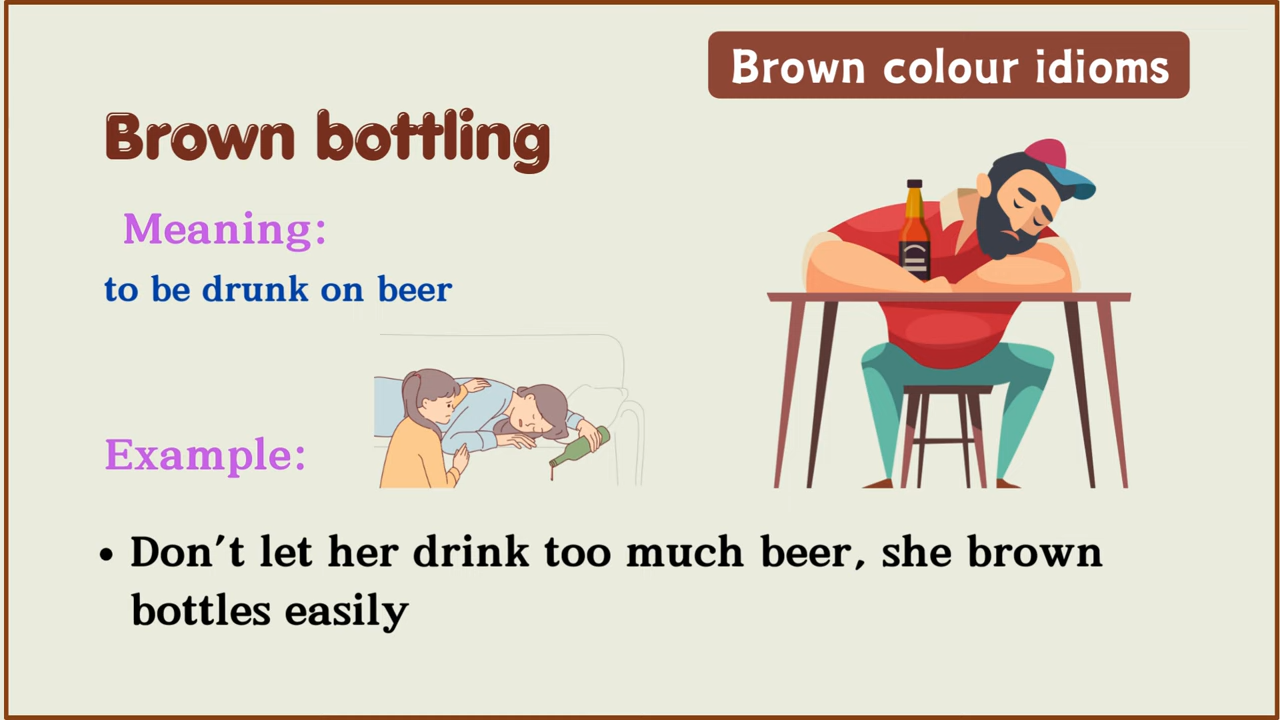 Brown colour idioms
Brown bottling
Meaning:
to be drunk on beer
Example:
• Don't let her drink too much beer, she brown
bottles easily